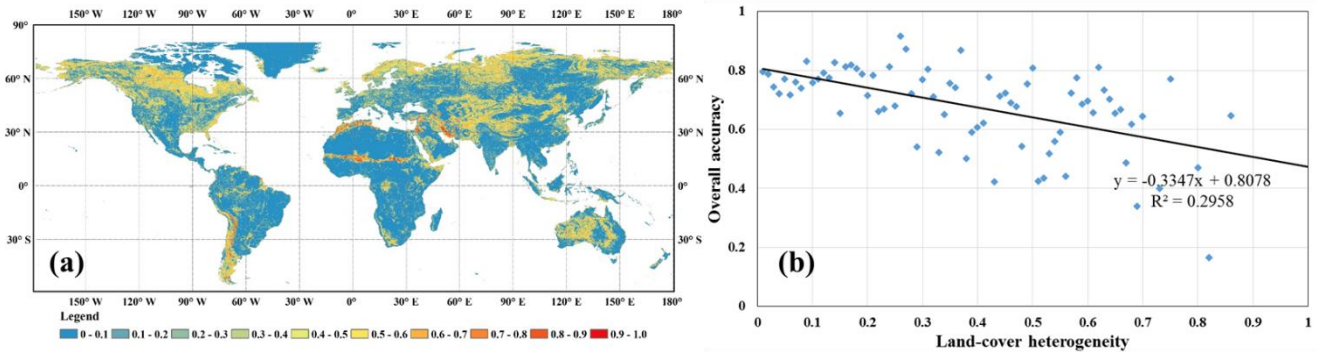 150° W 120° W 90° W 60° W 30° W 0° 30° E 60° E 90° E 120° E 150° E 180°
90°
60° N 60° N
30° N 30° N
0° 0°
30° S 30° S
(a)
150° W 120° W 90° W 60° W 30° W 0° 30° E 60° E 90° E 120° E 150° E 180°
Legend
0 - 0.1 0.1 - 0.2 0.2 - 0.3 0.3 - 0.4 0.4 - 0.5 0.5 - 0.6 0.6 - 0.7 0.7 - 0.8 0.8 - 0.9 0.9 - 1.0
Overall accuracy
1
0.8
0.6
0.4
0.2
0
y = -0.3347x + 0.8078
R² = 0.2958
(b)
0 0.1 0.2 0.3 0.4 0.5 0.6 0.7 0.8 0.9 1
Land-cover heterogeneity